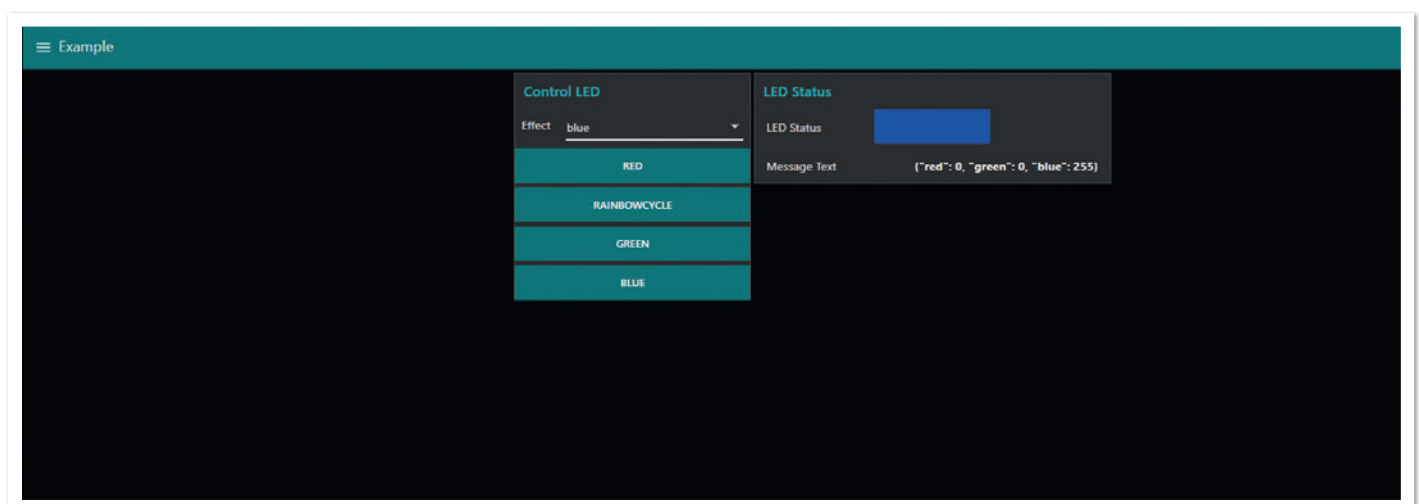 Example
Control LED
Effect blue
RED
RAINBOWCYCLE
GREEN
BLUE
LED Status
LED Status
Message Text {"red": 0, "green": 0, "blue": 255}